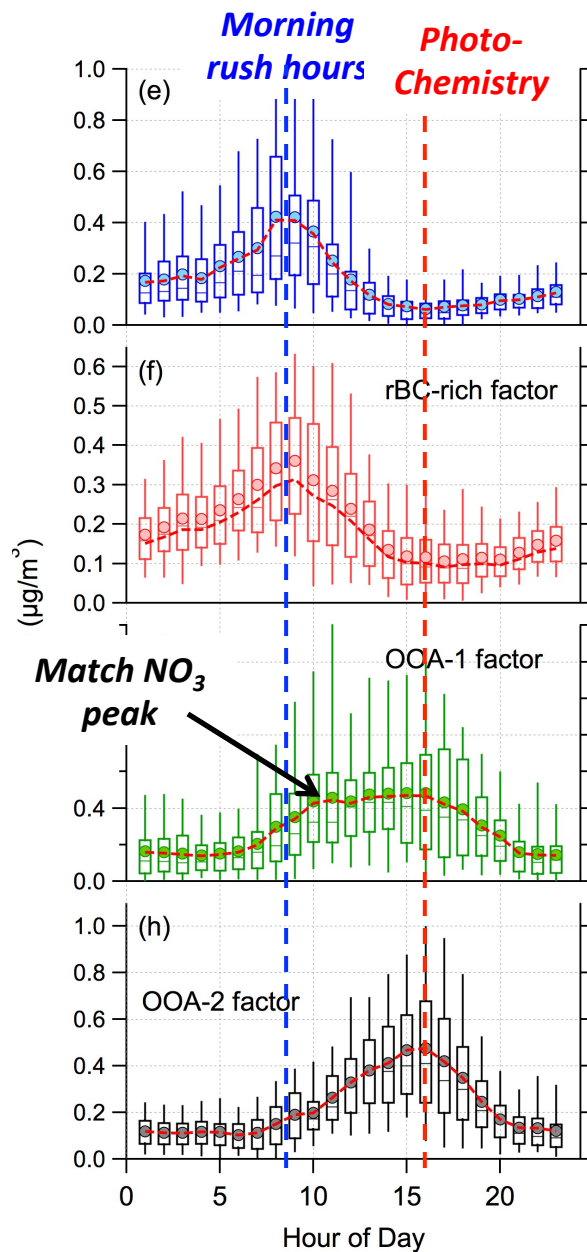 Morning
rush hours
Photo-
Chemistry
(e)
1.0
0.8
0.6
0.4
0.2
0.0
(f)
rBC-rich factor
0.6
0.5
0.4
0.3
0.2
0.1
0.0
(µg/m³)
OOA-1 factor
Match NO₃
peak
0.4
0.0
(h)
OOA-2 factor
1.0
0.8
0.6
0.4
0.2
0.0
0 5 10 15 20
Hour of Day